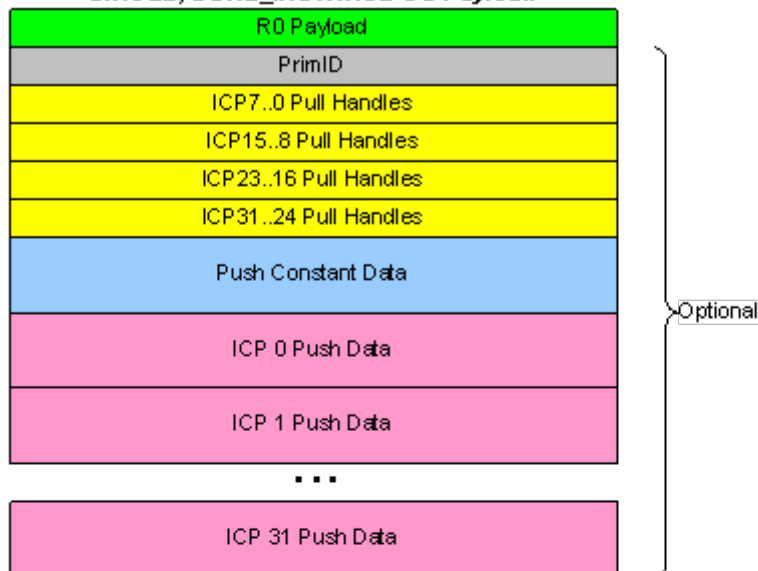 R0 Payload
PrimID
ICP7..0 Pull Handles
ICP15..8 Pull Handles
ICP23..16 Pull Handles
ICP31..24 Pull Handles
Push Constant Data
Optional
ICP 0 Push Data
ICP 1 Push Data
...
ICP 31 Push Data